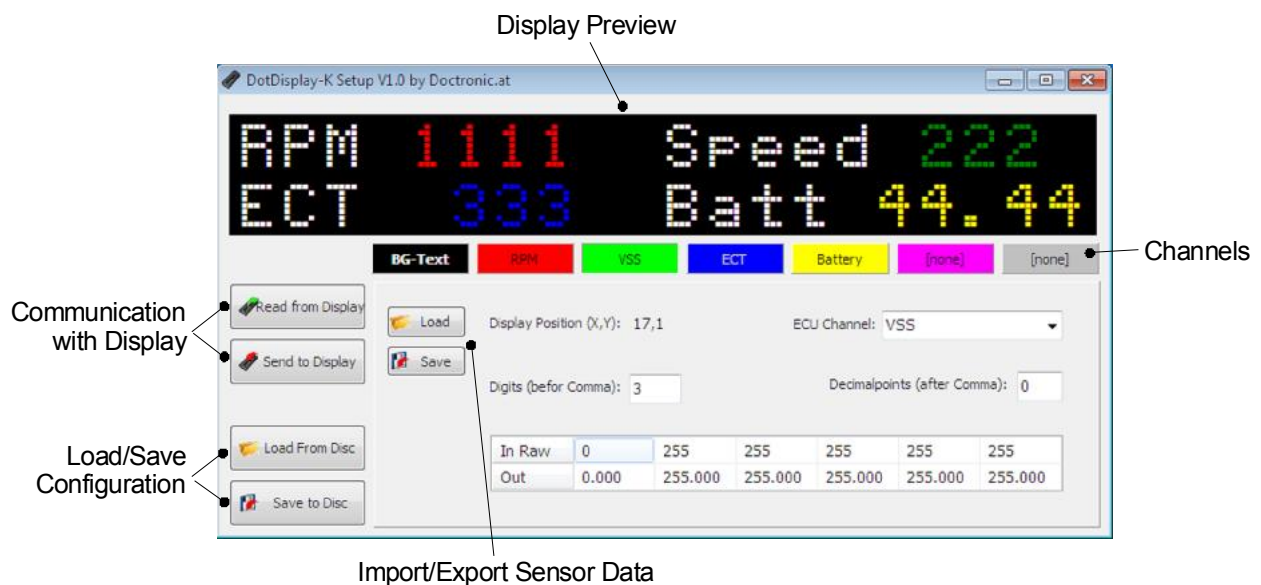 Display Preview
DotDisplay-K Setup V1.0 by Doctronic.at
RPM 1111 Speed 222
ECT 333 Batt 44.44
BG-Text RPM VSS ECT Battery [none] [none]
Channels
Communication
with Display
Read from Display
Send to Display
Load
Save
Display Position (X,Y): 17,1
ECU Channel: VSS
Digits (befor Comma): 3
Decimalpoints (after Comma): 0
Load/Save
Configuration
Load From Disc
Save to Disc
In Raw 0 255 255 255 255 255
Out 0.000 255.000 255.000 255.000 255.000 255.000
Import/Export Sensor Data